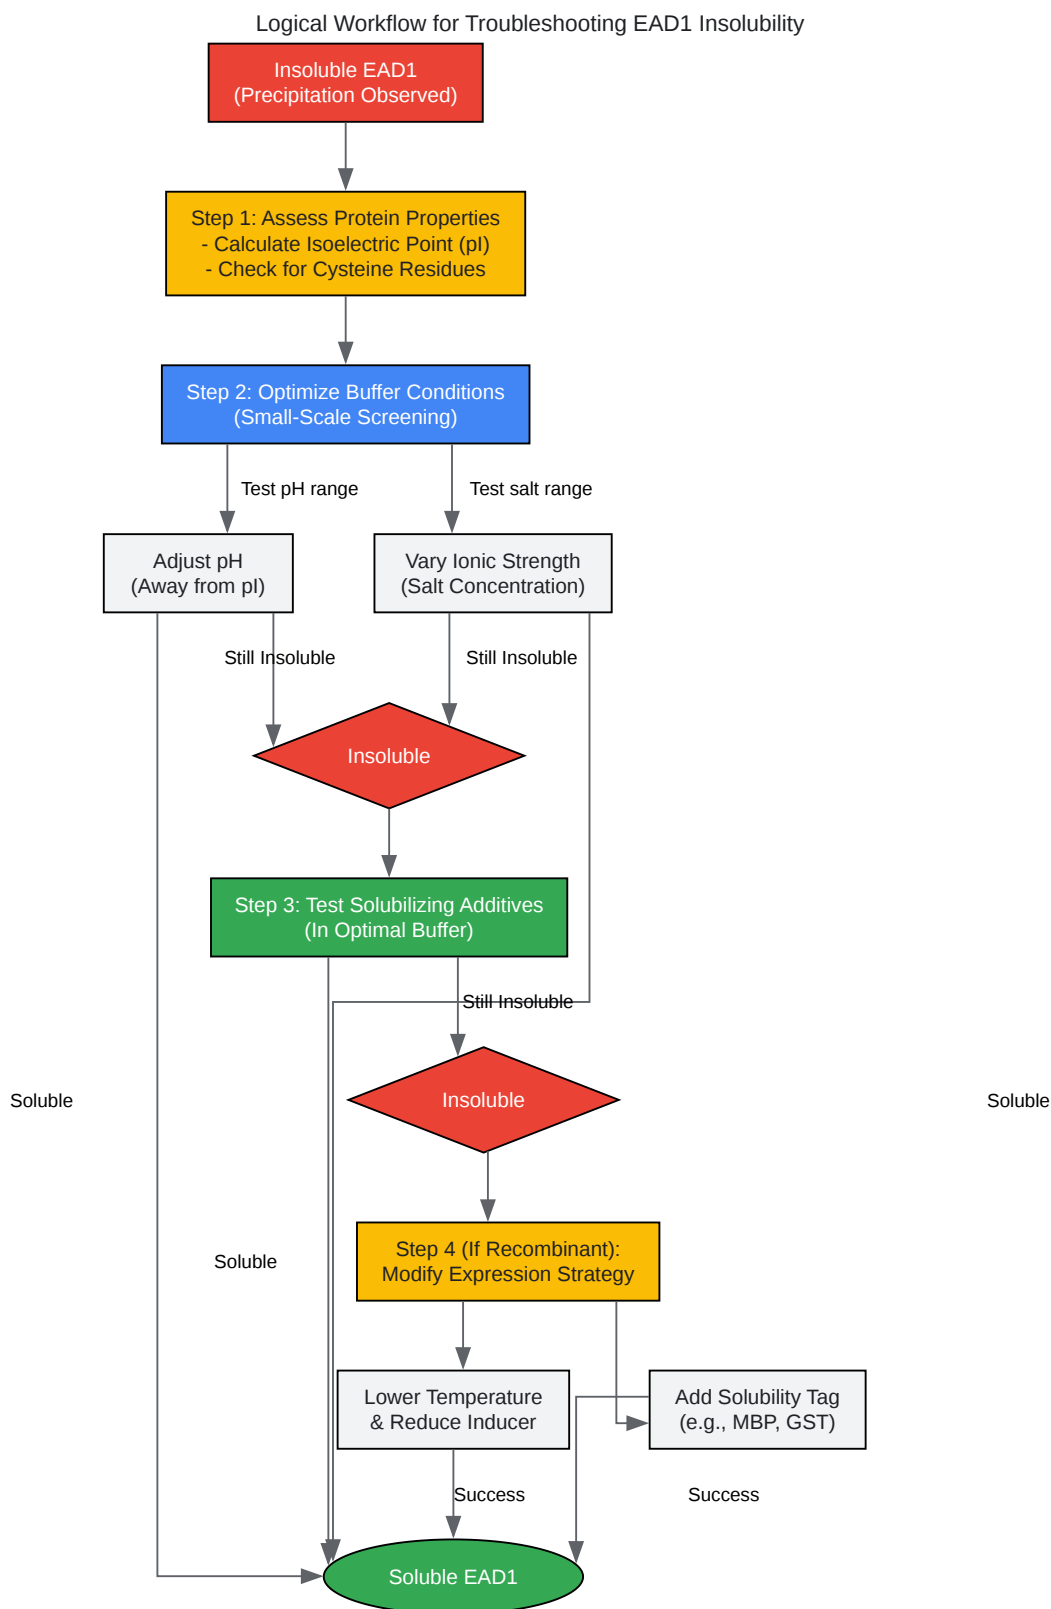 Logical Workflow for Troubleshooting EAD1 Insolubility
Insoluble EAD1
(Precipitation Observed)
Step 1: Assess Protein Properties
- Calculate Isoelectric Point (pI)
- Check for Cysteine Residues
Step 2: Optimize Buffer Conditions
(Small-Scale Screening)
Test pH range
Test salt range
Adjust pH
(Away from pI)
Vary Ionic Strength
(Salt Concentration)
Still Insoluble
Still Insoluble
Insoluble
Step 3: Test Solubilizing Additives
(In Optimal Buffer)
Still Insoluble
Soluble
Insoluble
Soluble
Soluble
Step 4 (If Recombinant):
Modify Expression Strategy
Lower Temperature
& Reduce Inducer
Add Solubility Tag
(e.g., MBP, GST)
Success
Success
Soluble EAD1